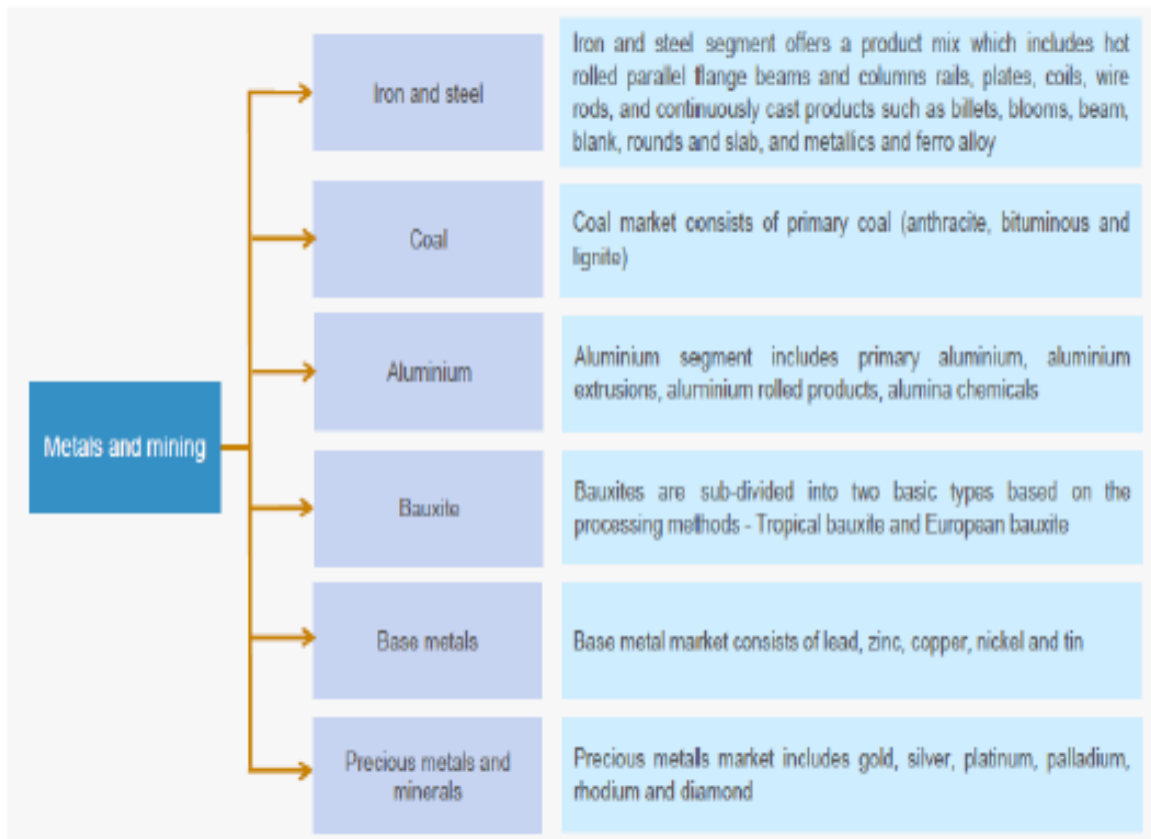 Iron and steel
Iron and steel segment offers a product mix which includes hot
rolled parallel flange beams and columns rails, plates, coils, wire
rods, and continuously cast products such as billets, blooms, beam,
blank, rounds and slab, and metallics and ferro alloy
Coal
Coal market consists of primary coal (anthracite, bituminous and
lignite)
Aluminium
Aluminium segment includes primary aluminium, aluminium
extrusions, aluminium rolled products, alumina chemicals
Metals and mining
Bauxite
Bauxites are sub-divided into two basic types based on the
processing methods - Tropical bauxite and European bauxite
Base metals
Base metal market consists of lead, zinc, copper, nickel and tin
Precious metals and
minerals
Precious metals market includes gold, silver, platinum, palladium,
rhodium and diamond